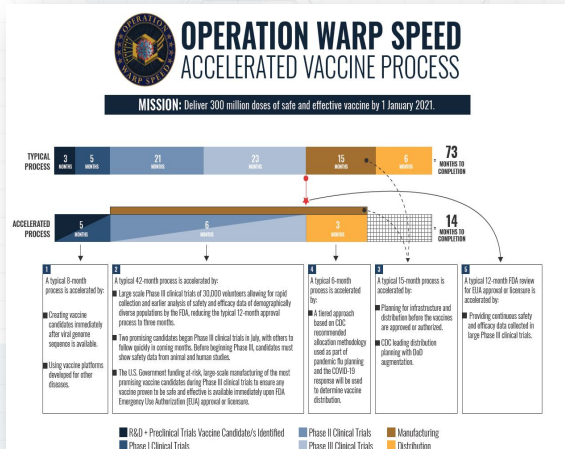 OPERATION
WARP SPEED
OPERATION WARP SPEED
ACCELERATED VACCINE PROCESS
MISSION: Deliver 300 million doses of safe and effective vaccine by 1 January 2021.
TYPICAL
PROCESS
3
MONTHS
5
MONTHS
21
MONTHS
23
MONTHS
15
MONTHS
6
MONTHS
73
MONTHS TO
COMPLETION
ACCELERATED
PROCESS
5
MONTHS
6
MONTHS
3
MONTHS
14
MONTHS TO
COMPLETION
1
A typical 8-month
process is accelerated
by:
Creating vaccine
candidates immediately
after viral genome
sequence is available.
Using vaccine platforms
developed for other
diseases.
2
A typical 42-month process is accelerated by:
Large scale Phase III clinical trials of 30,000 volunteers allowing for rapid
collection and earlier analysis of safety and efficacy data of demographically
diverse populations by the FDA, reducing the typical 12-month approval
process to three months.
Two promising candidates began Phase III clinical trials in July, with others to
follow quickly in coming months. Before beginning Phase III, candidates must
show safety data from animal and human studies.
The U.S. Government funding at-risk, large-scale manufacturing of the most
promising vaccine candidates during Phase III clinical trials to ensure any
vaccine proven to be safe and effective is available immediately upon FDA
Emergency Use Authorization (EUA) approval or licensure.
4
A typical 6-month
process is accelerated
by:
A tiered approach
based on CDC
recommended
allocation methodology
used as part of
pandemic flu planning
and the COVID-19
response will be used
to determine vaccine
distribution.
3
A typical 15-month process is
accelerated by:
Planning for infrastructure and
distribution before the vaccines
are approved or authorized.
CDC leading distribution
planning with DoD
augmentation.
5
A typical 12-month FDA review
for EUA approval or licensure is
accelerated by:
Providing continuous safety
and efficacy data collected in
large Phase III clinical trials.
R&D + Preclinical Trials Vaccine Candidate/s Identified
Phase II Clinical Trials
Manufacturing
Phase I Clinical Trials
Phase III Clinical Trials
Distribution